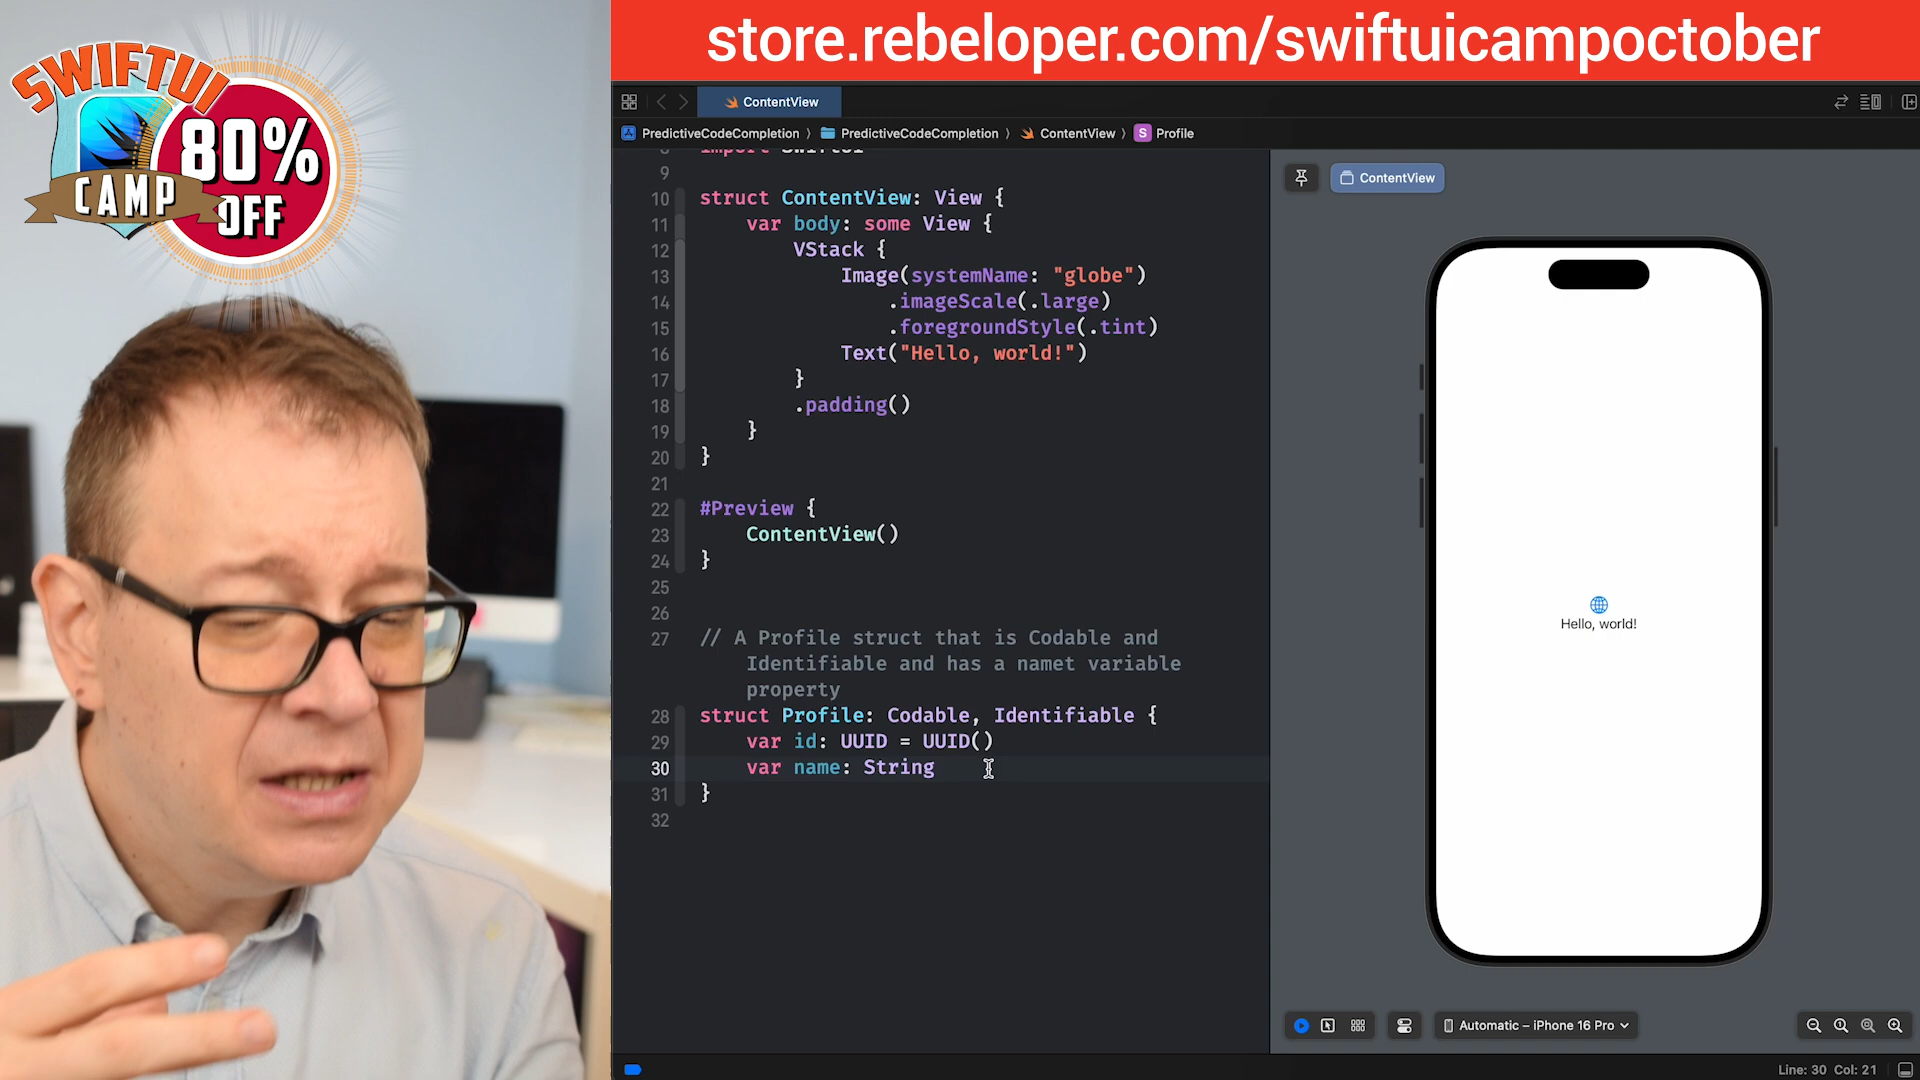 store.rebeloper.com/swiftuicampoctober
SWIFTUI
CAMP
80%
OFF
ContentView
PredictiveCodeCompletion
PredictiveCodeCompletion
ContentView
S Profile
8 import SwiftUI
9
10 struct ContentView: View {
11 var body: some View {
12 VStack {
13 Image(systemName: "globe")
14 .imageScale(.large)
15 .foregroundStyle(.tint)
16 Text("Hello, world!")
17 }
18 .padding()
19 }
20 }
21
22 #Preview {
23 ContentView()
24 }
25
26
27 // A Profile struct that is Codable and
Identifiable and has a namet variable
property
28 struct Profile: Codable, Identifiable {
29 var id: UUID = UUID()
30 var name: String
31 }
32
ContentView
Hello, world!
Automatic – iPhone 16 Pro
Line: 30 Col: 21